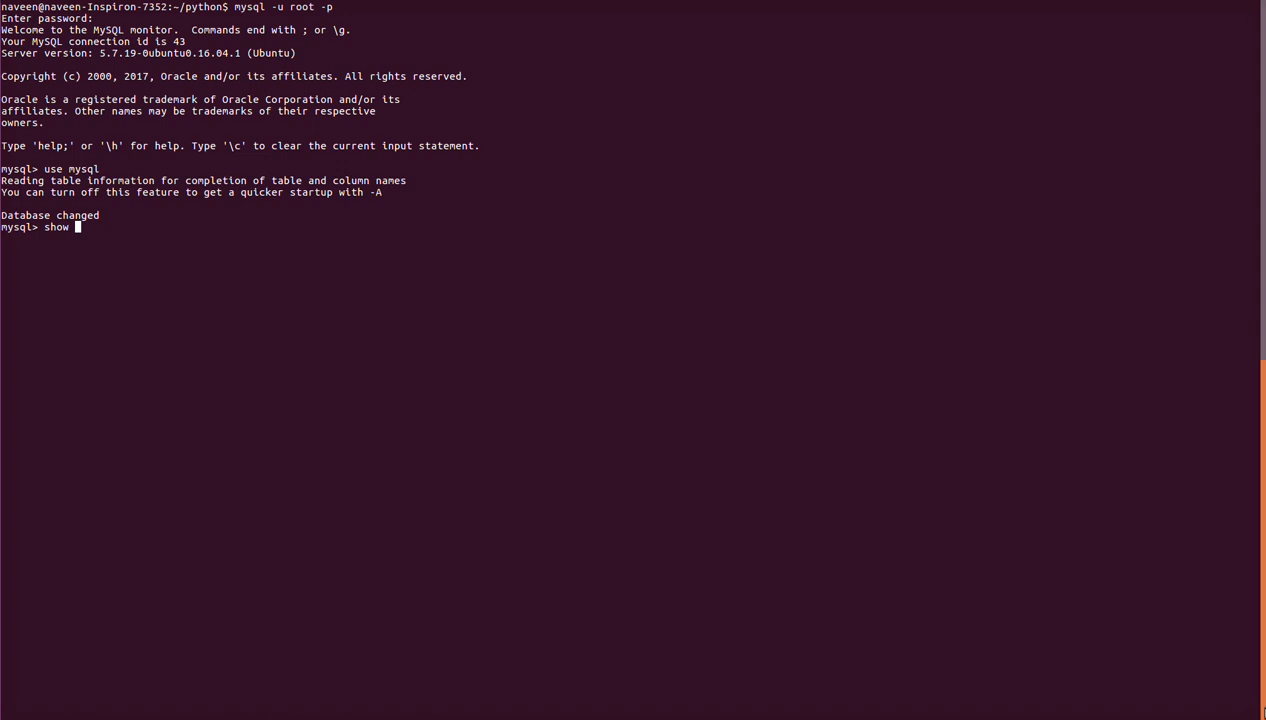 naveen@naveen-Inspiron-7352:~/python$ mysql -u root -p
Enter password:
Welcome to the MySQL monitor.  Commands end with ; or \g.
Your MySQL connection id is 43
Server version: 5.7.19-0ubuntu0.16.04.1 (Ubuntu)
Copyright (c) 2000, 2017, Oracle and/or its affiliates. All rights reserved.
Oracle is a registered trademark of Oracle Corporation and/or its
affiliates. Other names may be trademarks of their respective
owners.
Type 'help;' or '\h' for help. Type '\c' to clear the current input statement.
mysql> use mysql
Reading table information for completion of table and column names
You can turn off this feature to get a quicker startup with -A
Database changed
mysql> show